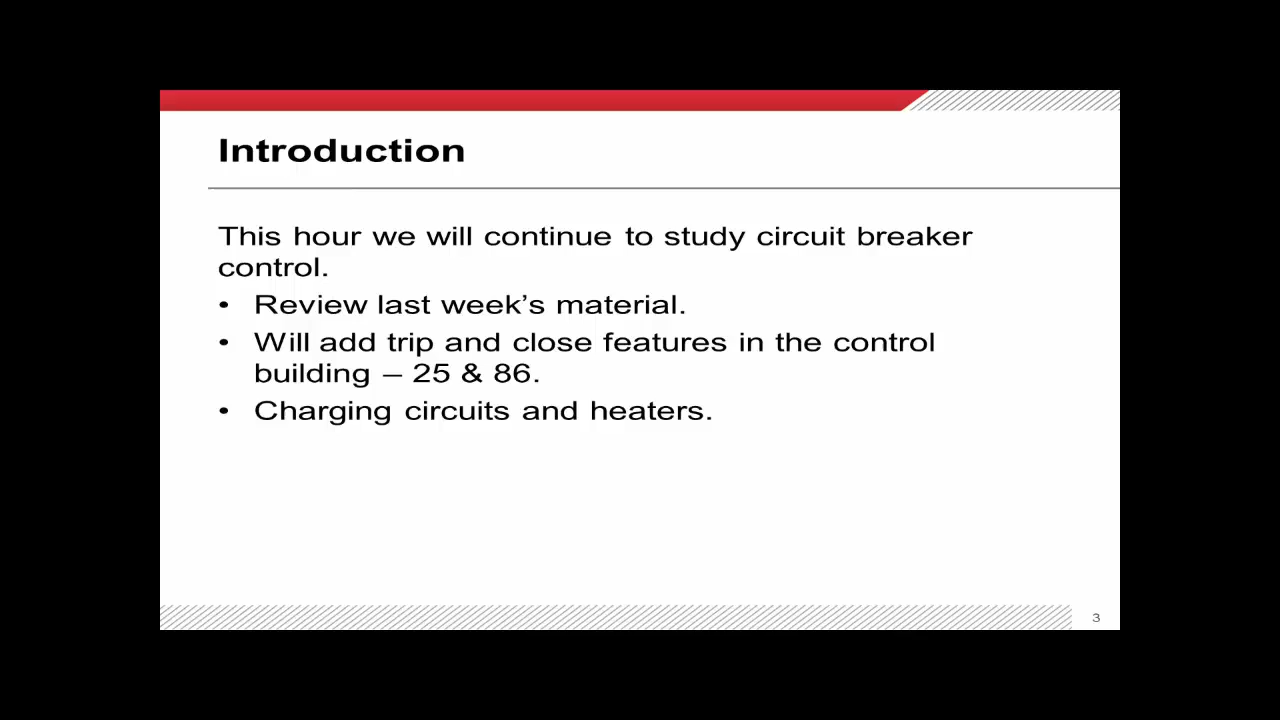 Introduction
This hour we will continue to study circuit breaker
control.
• Review last week’s material.
• Will add trip and close features in the control
building – 25 & 86.
• Charging circuits and heaters.
3